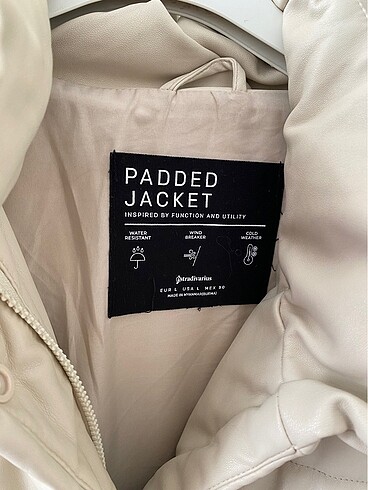 PADDED
JACKET
INSPIRED BY FUNCTION AND UTILITY
WATER
RESISTANT
WIND
BREAKER
COLD
WEATHER
stradivarius
EUR L USA L MEX 90
MADE IN MYANMAR(BURMA)